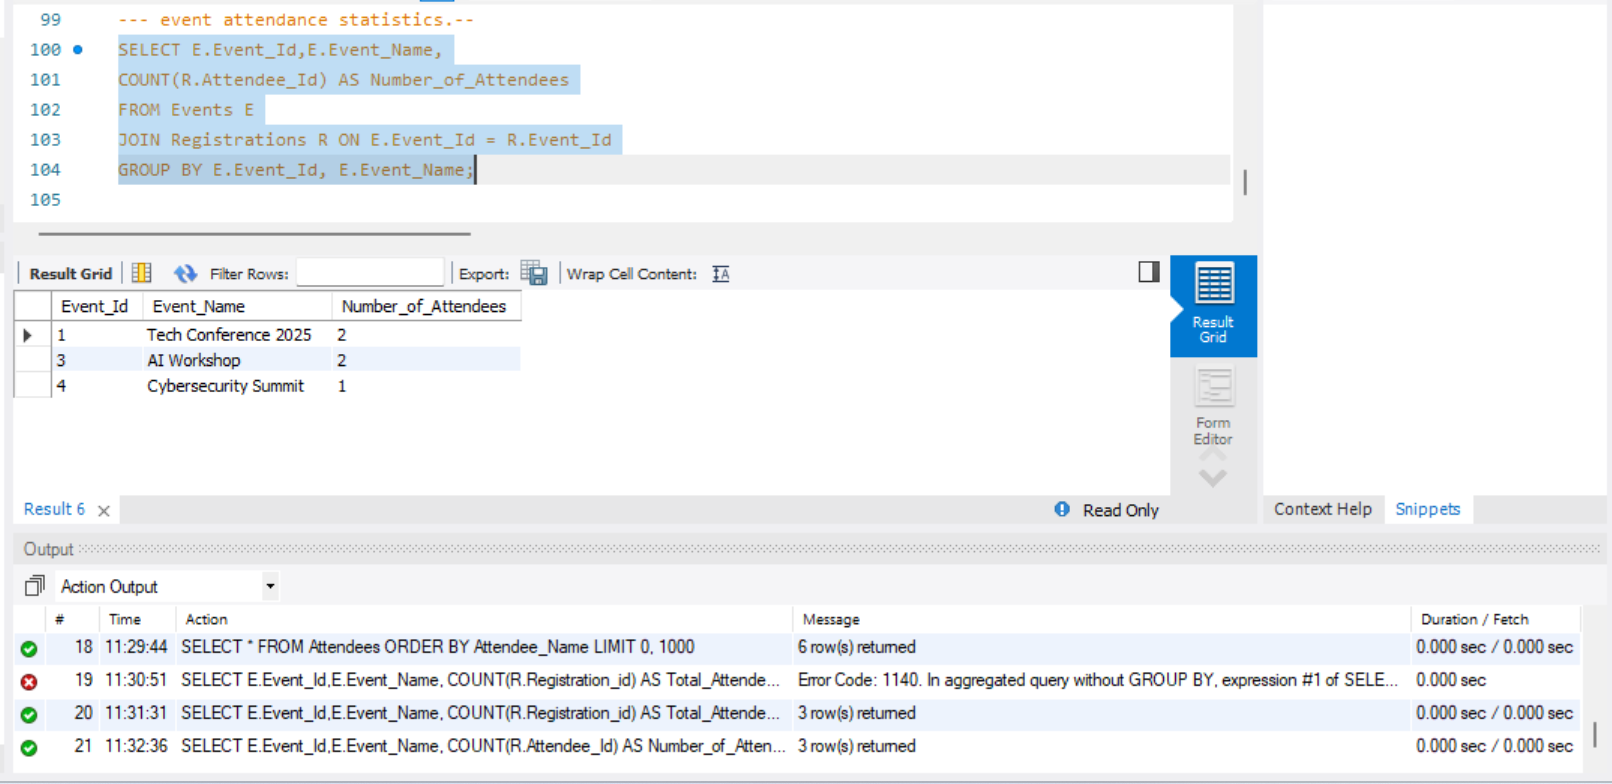 99 --- event attendance statistics.--
100 SELECT E.Event_Id,E.Event_Name,
101 COUNT(R.Attendee_Id) AS Number_of_Attendees
102 FROM Events E
103 JOIN Registrations R ON E.Event_Id = R.Event_Id
104 GROUP BY E.Event_Id, E.Event_Name;
105
Result Grid Filter Rows: Export: Wrap Cell Content: IA
Event_Id Event_Name Number_of_Attendees
1 Tech Conference 2025 2
3 AI Workshop 2
4 Cybersecurity Summit 1
Result
Grid
Form
Editor
Result 6 Read Only Context Help Snippets
Output
Action Output
# Time Action Message Duration / Fetch
18 11:29:44 SELECT * FROM Attendees ORDER BY Attendee_Name LIMIT 0, 1000 6 row(s) returned 0.000 sec / 0.000 sec
19 11:30:51 SELECT E.Event_Id,E.Event_Name, COUNT(R.Registration_id) AS Total_Attende... Error Code: 1140. In aggregated query without GROUP BY, expression #1 of SELE... 0.000 sec
20 11:31:31 SELECT E.Event_Id,E.Event_Name, COUNT(R.Registration_id) AS Total_Attende... 3 row(s) returned 0.000 sec / 0.000 sec
21 11:32:36 SELECT E.Event_Id,E.Event_Name, COUNT(R.Attendee_Id) AS Number_of_Atten... 3 row(s) returned 0.000 sec / 0.000 sec